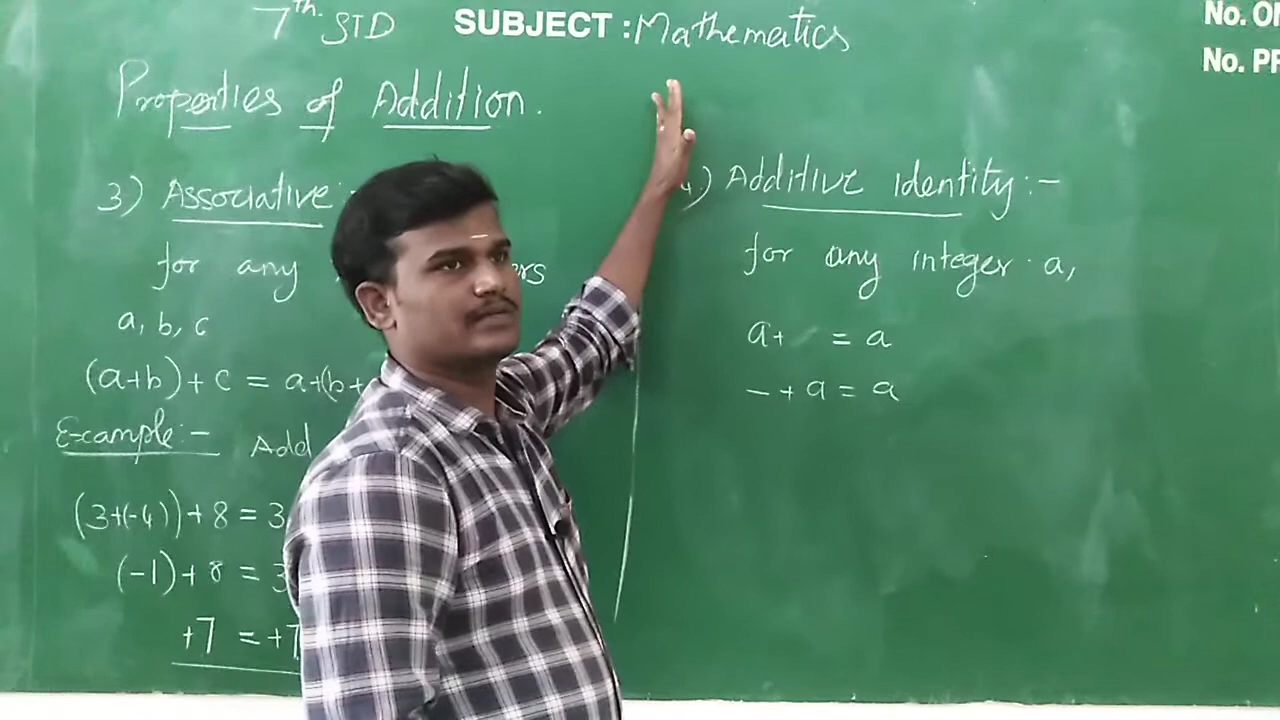 7th STD SUBJECT : Mathematics
No. O
No. P
Properties of Addition.
3) Associative :-
for any ers
a, b, c
(a+b) + c = a+(b+
Example:- Add
(3+(-4))+8 = 3
(-1)+8 = 3
+7 = +7
4.) Additive identity :-
for any integer a,
a+ = a
– + a = a